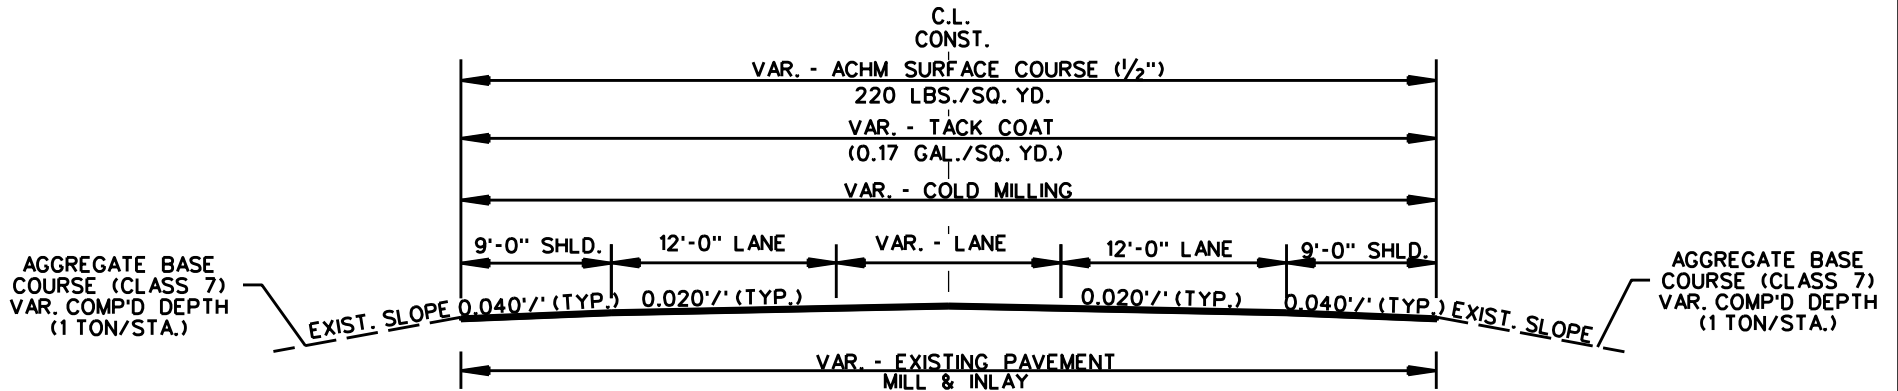 C.L.
CONST.
VAR. - ACHM SURFACE COURSE (1/2")
220 LBS./SQ. YD.
VAR. - TACK COAT
(0.17 GAL./SQ. YD.)
VAR. - COLD MILLING
9'-0" SHLD.
12'-0" LANE
VAR. - LANE
12'-0" LANE
9'-0" SHLD.
AGGREGATE BASE
COURSE (CLASS 7)
VAR. COMP'D DEPTH
(1 TON/STA.)
EXIST. SLOPE
0.040'/' (TYP.)
0.020'/' (TYP.)
0.020'/' (TYP.)
0.040'/' (TYP.)
EXIST. SLOPE
AGGREGATE BASE
COURSE (CLASS 7)
VAR. COMP'D DEPTH
(1 TON/STA.)
VAR. - EXISTING PAVEMENT
MILL & INLAY